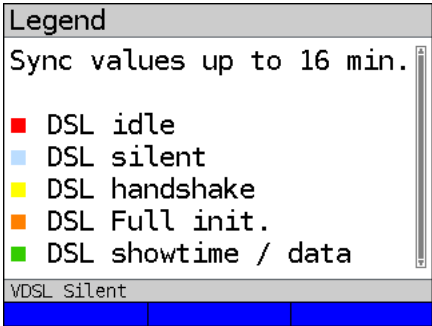 Legend
Sync values up to 16 min.
DSL idle
DSL silent
DSL handshake
DSL Full init.
DSL showtime / data
VDSL Silent